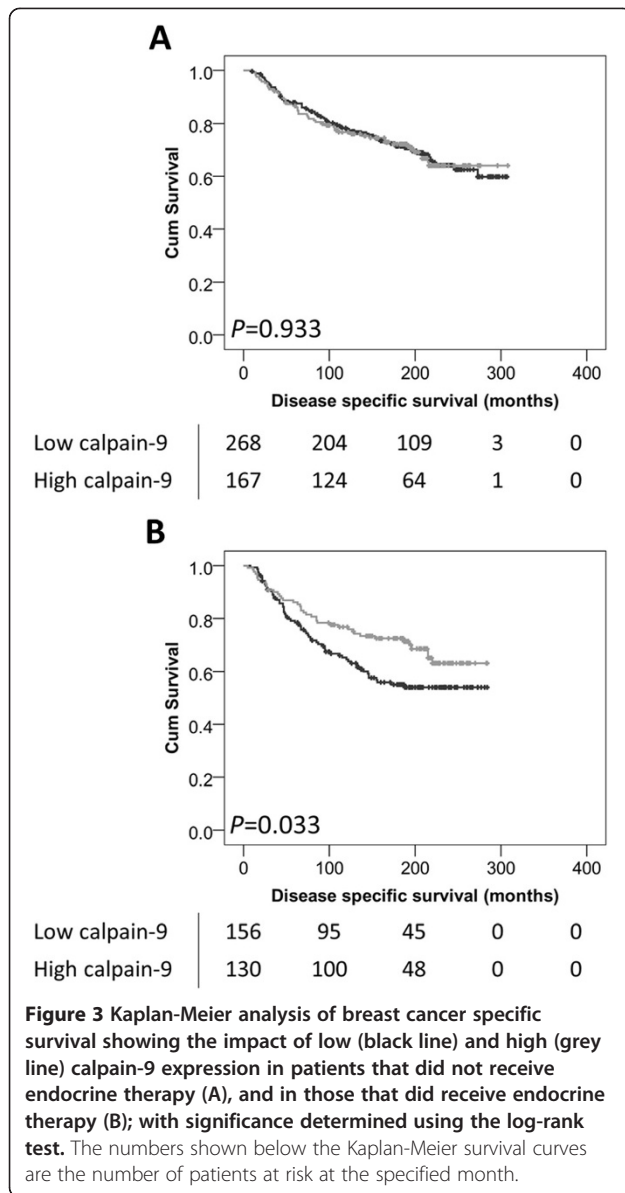 A
1.0
0.8
0.6
0.4
0.2
0.0
Cum Survival
P=0.933
0 100 200 300 400
Disease specific survival (months)
Low calpain-9 268 204 109 3 0
High calpain-9 167 124 64 1 0
B
1.0
0.8
0.6
0.4
0.2
0.0
Cum Survival
P=0.033
0 100 200 300 400
Disease specific survival (months)
Low calpain-9 156 95 45 0 0
High calpain-9 130 100 48 0 0
Figure 3 Kaplan-Meier analysis of breast cancer specific
survival showing the impact of low (black line) and high (grey
line) calpain-9 expression in patients that did not receive
endocrine therapy (A), and in those that did receive endocrine
therapy (B); with significance determined using the log-rank
test. The numbers shown below the Kaplan-Meier survival curves
are the number of patients at risk at the specified month.